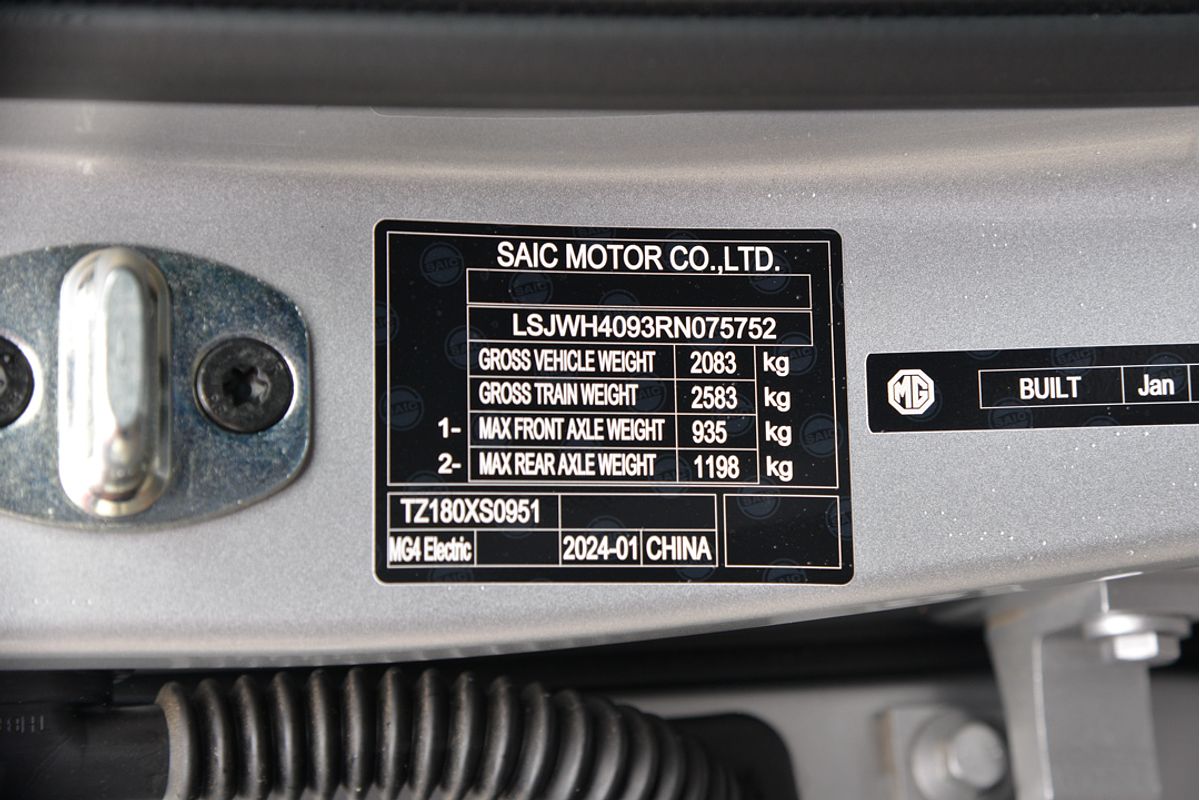 SAIC MOTOR CO.,LTD.
LSJWH4093RN075752
GROSS VEHICLE WEIGHT 2083 kg
GROSS TRAIN WEIGHT 2583 kg
1- MAX FRONT AXLE WEIGHT 935 kg
2- MAX REAR AXLE WEIGHT 1198 kg
TZ180XS0951
MG4 Electric 2024-01 CHINA
MG BUILT Jan